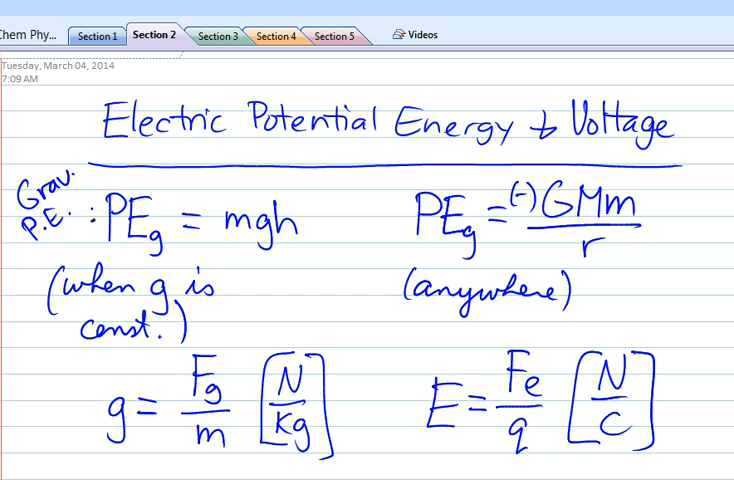 Chem Phy... Section 1 Section 2 Section 3 Section 4 Section 5 Videos
Tuesday, March 04, 2014
7:09 AM
Electric Potential Energy & Voltage
Grav.
P.E. : PEg = mgh PEg = (-) GMm / r
(when g is const.) (anywhere)
g = Fg / m [N / kg] E = Fe / q [N / C]